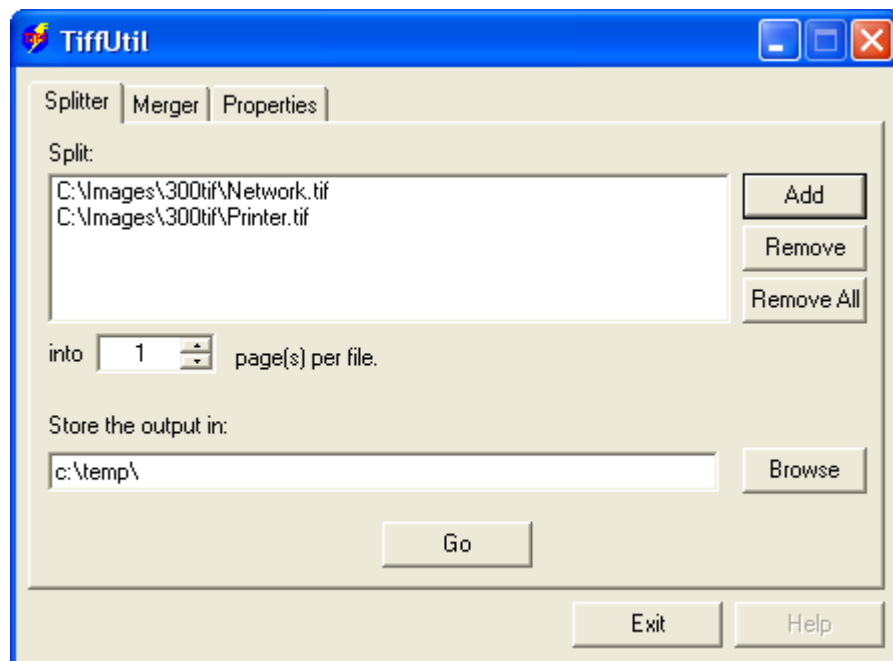 TiffUtil
Splitter Merger Properties
Split:
C:\Images\300tif\Network.tif
C:\Images\300tif\Printer.tif
Add
Remove
Remove All
into 1 page(s) per file.
Store the output in:
c:\temp\
Browse
Go
Exit Help